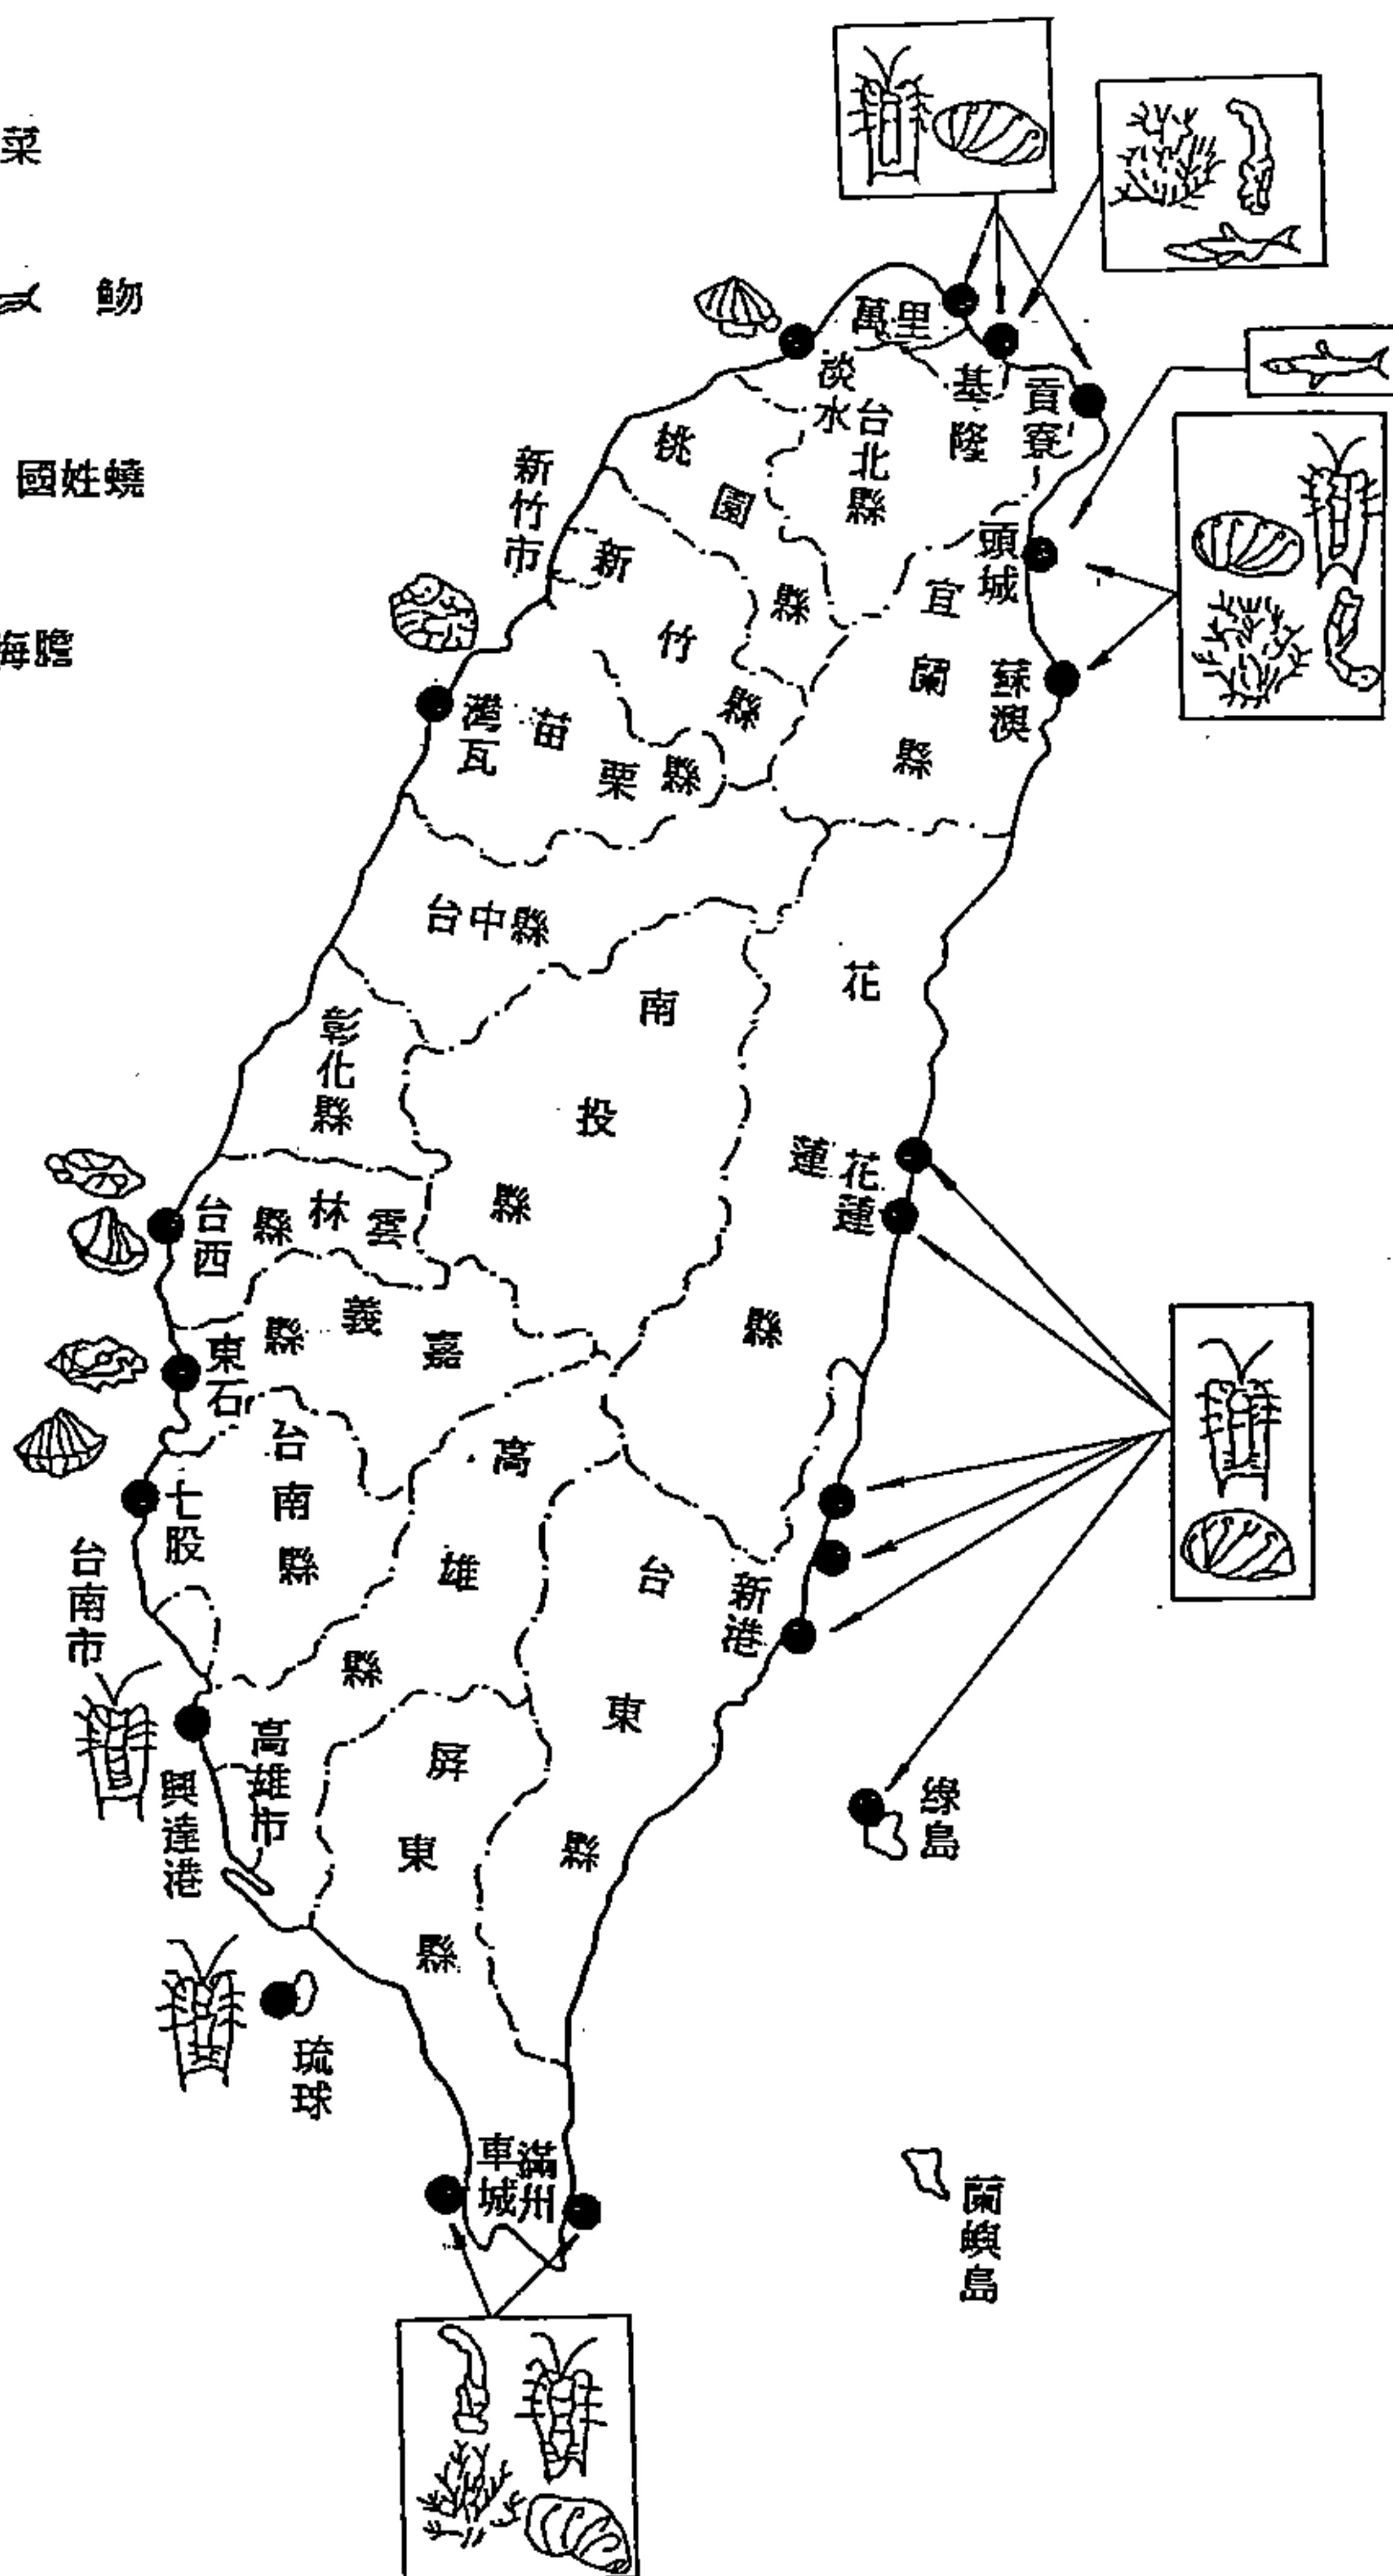 菜
魩
國姓蟯
海膽
萬里
淡水
基隆
貢寮
台北縣
桃園縣
新竹市
新竹縣
頭城
宜蘭縣
蘇澳
灣瓦
苗栗縣
台中縣
南投縣
彰化縣
花蓮縣
花蓮
台西
雲林縣
東石
嘉義縣
七股
台南縣
台南市
高雄縣
新港
台東縣
興達港
高雄市
屏東縣
綠島
琉球
車城
滿州
蘭嶼島